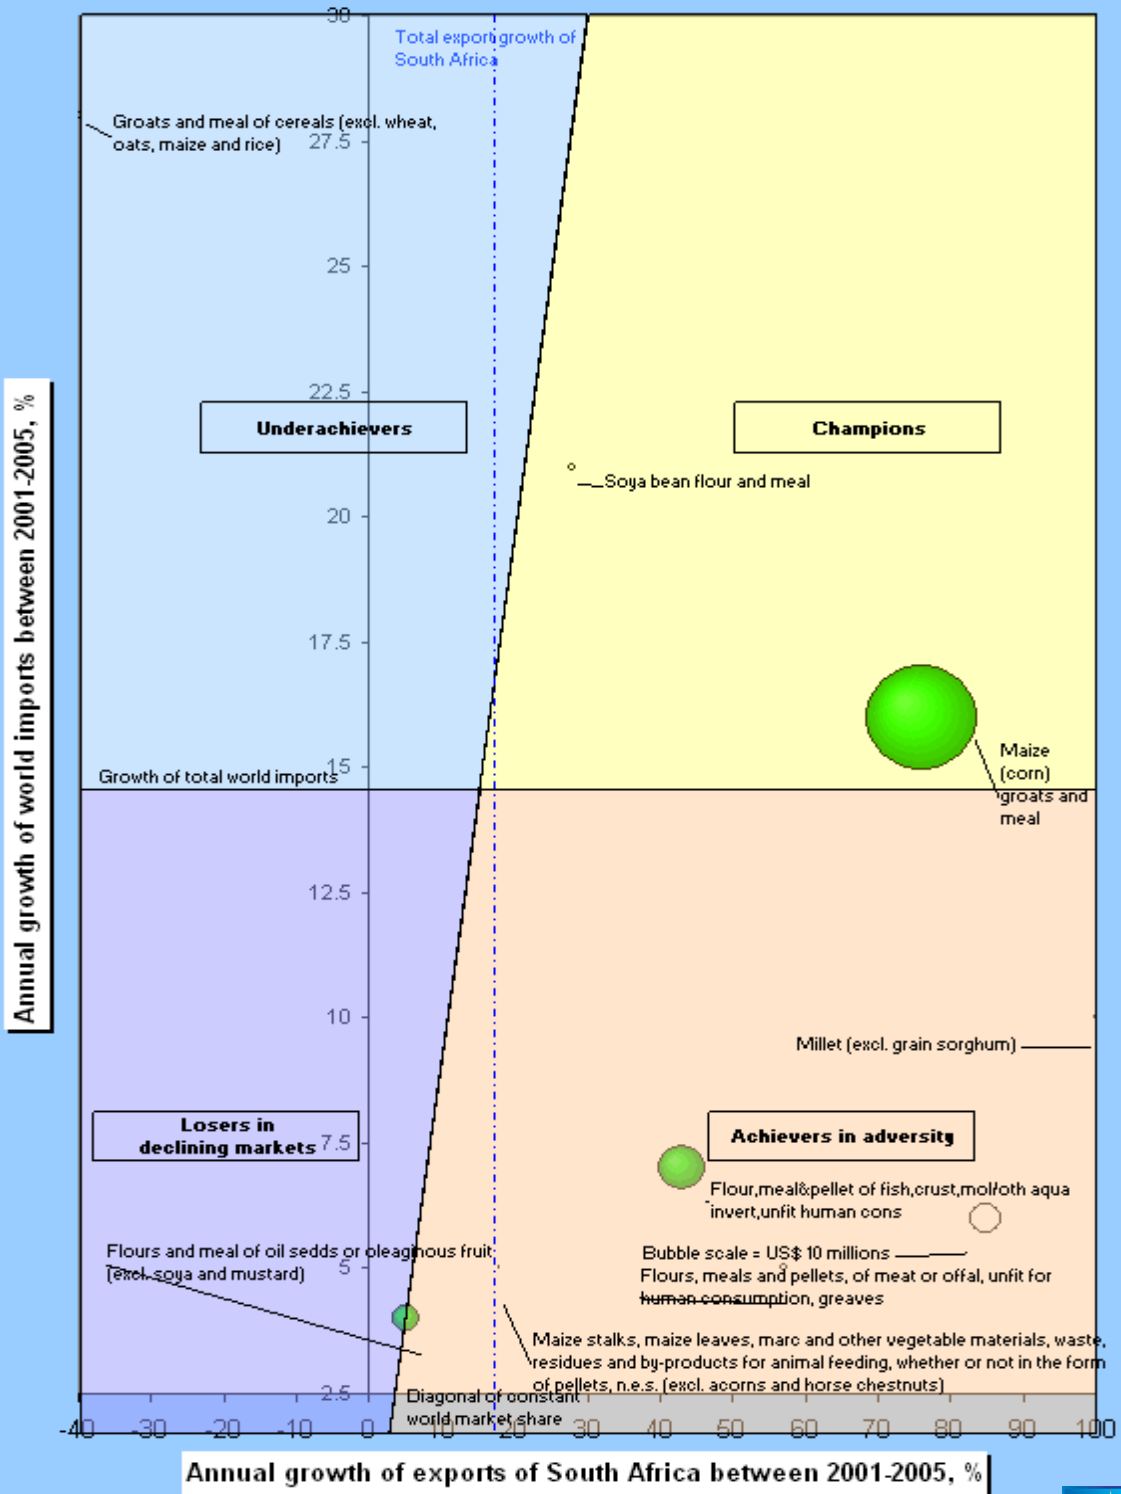 30
Total export growth of
South Africa
Groats and meal of cereals (excl. wheat,
oats, maize and rice)
27.5
25
22.5
Underachievers
Champions
Soya bean flour and meal
20
17.5
Maize
(corn)
groats and
meal
15
Growth of total world imports
12.5
10
Millet (excl. grain sorghum)
Losers in
declining markets
7.5
Achievers in adversity
Flour,meal&pellet of fish,crust,mol/oth aqua
invert,unfit human cons
Flours and meal of oil sedds or oleaginous fruit
(excl. soya and mustard)
Bubble scale = US$ 10 millions
5
Flours, meals and pellets, of meat or offal, unfit for
human consumption, greaves
Maize stalks, maize leaves, marc and other vegetable materials, waste,
residues and by-products for animal feeding, whether or not in the form
of pellets, n.e.s. (excl. acorns and horse chestnuts)
2.5
Diagonal of constant
world market share
-40 -30 -20 -10 0 10 20 30 40 50 60 70 80 90 100
Annual growth of exports of South Africa between 2001-2005, %
Annual growth of world imports between 2001-2005, %